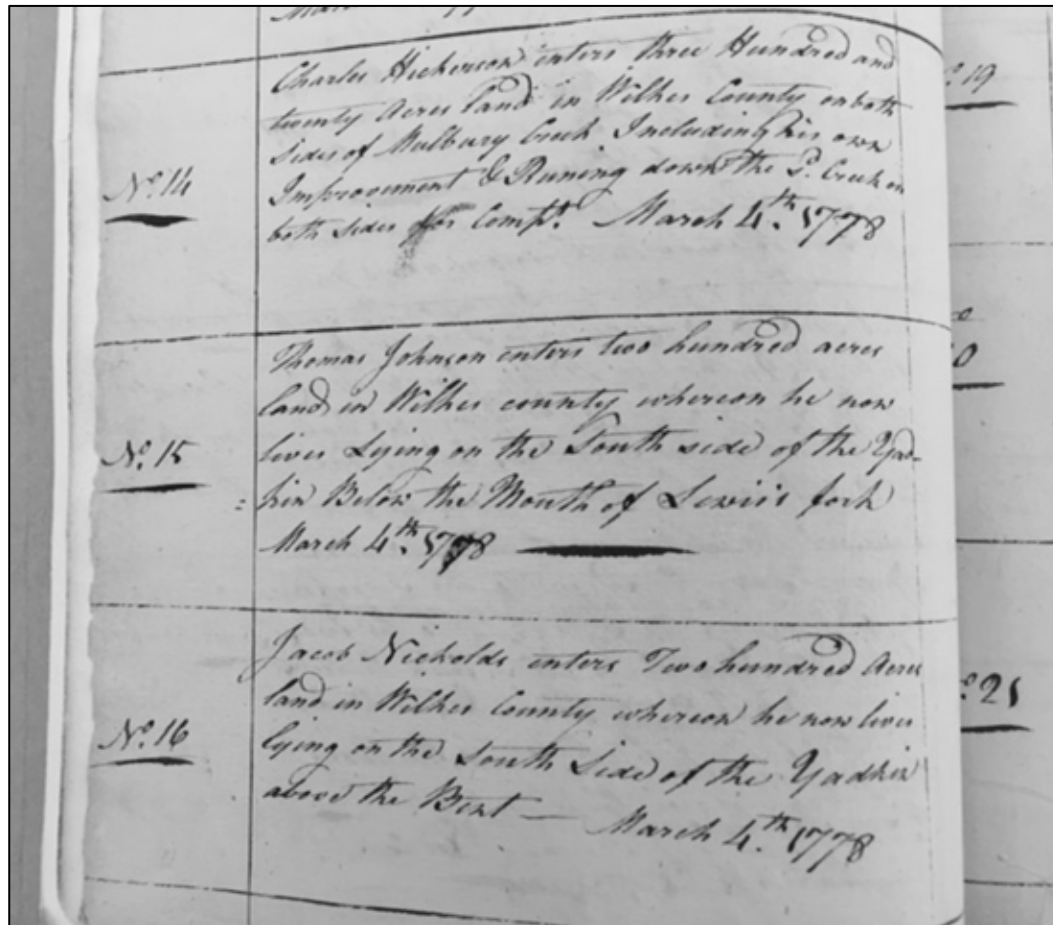 Charles Hickerson enters three Hundred and
twenty Acres land in Wilkes County on both
sides of Mulbury Creek Including his own
Improvement & Runing down the Sd. Creek on
both sides for Compt. March 4th. 1778
No. 14
Thomas Johnson enters two hundred acres
land in Wilkes county whereon he now
lives Lying on the South side of the Yad-
=kin Below the Mouth of Lewis's fork
March 4th. 1778
No. 15
Jacob Nicholds enters Two hundred Acres
land in Wilkes County whereon he now lives
lying on the South Side of the Yadkin
above the Bent — March 4th. 1778
No. 16
o. 19
0
o. 21